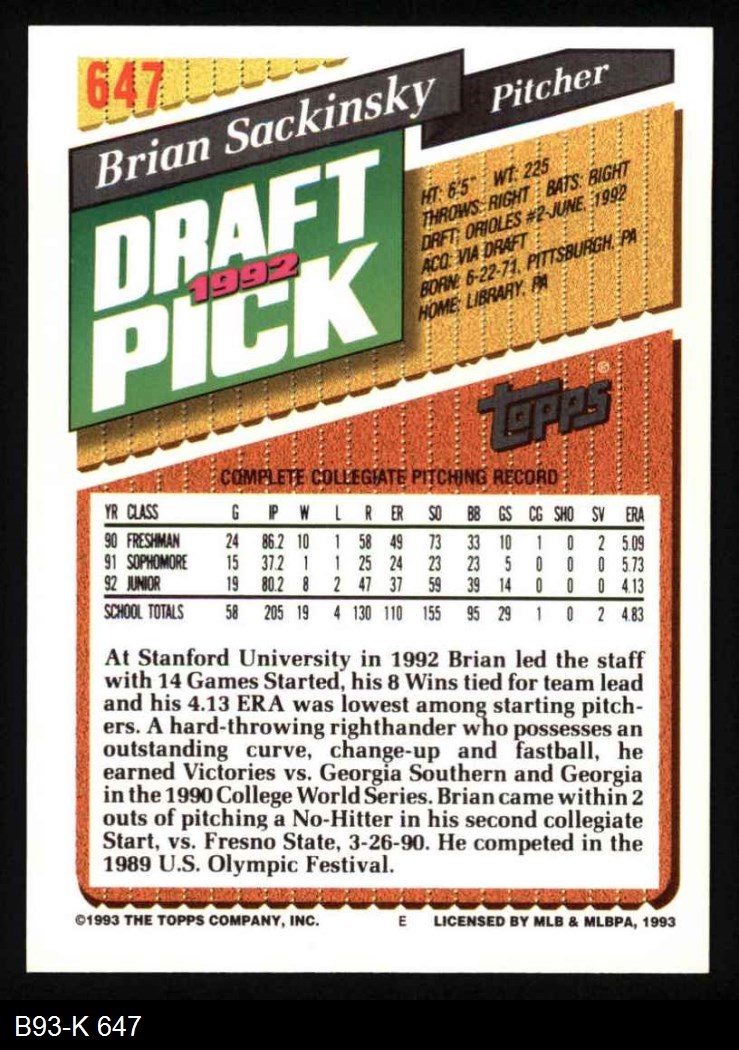 647
Brian Sackinsky
Pitcher
DRAFT
1992
PICK
HT: 6'5" WT: 225
THROWS: RIGHT BATS: RIGHT
DRFT: ORIOLES #2-JUNE, 1992
ACQ: VIA DRAFT
BORN: 6-22-71, PITTSBURGH, PA
HOME: LIBRARY, PA
topps®
COMPLETE COLLEGIATE PITCHING RECORD
YR CLASS G IP W L R ER SO BB GS CG SHO SV ERA
90 FRESHMAN 24 86.2 10 1 58 49 73 33 10 1 0 2 5.09
91 SOPHOMORE 15 37.2 1 1 25 24 23 23 5 0 0 0 5.73
92 JUNIOR 19 80.2 8 2 47 37 59 39 14 0 0 0 4.13
SCHOOL TOTALS 58 205 19 4 130 110 155 95 29 1 0 2 4.83
At Stanford University in 1992 Brian led the staff
with 14 Games Started, his 8 Wins tied for team lead
and his 4.13 ERA was lowest among starting pitch-
ers. A hard-throwing righthander who possesses an
outstanding curve, change-up and fastball, he
earned Victories vs. Georgia Southern and Georgia
in the 1990 College World Series. Brian came within 2
outs of pitching a No-Hitter in his second collegiate
Start, vs. Fresno State, 3-26-90. He competed in the
1989 U.S. Olympic Festival.
©1993 THE TOPPS COMPANY, INC. E LICENSED BY MLB & MLBPA, 1993
B93-K 647